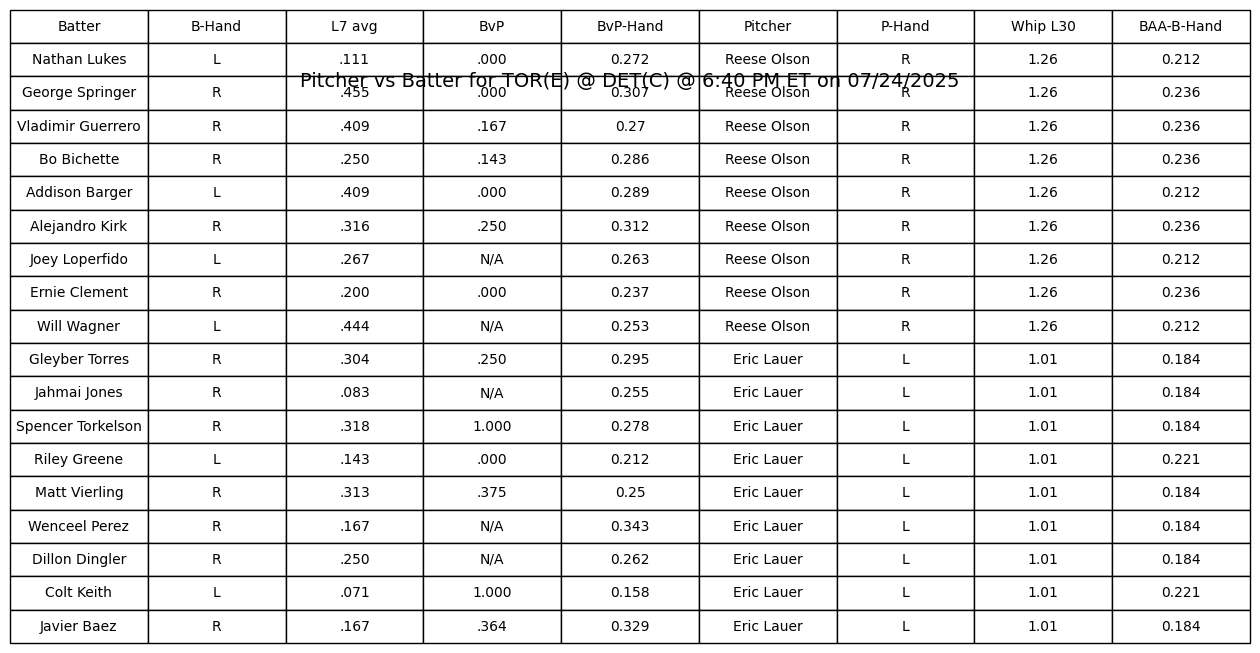 Batter B-Hand L7 avg BvP BvP-Hand Pitcher P-Hand Whip L30 BAA-B-Hand
Nathan Lukes L .111 .000 0.272 Reese Olson R 1.26 0.212
Pitcher vs Batter for TOR(E) @ DET(C) @ 6:40 PM ET on 07/24/2025
George Springer R .455 .000 0.307 Reese Olson R 1.26 0.236
Vladimir Guerrero R .409 .167 0.27 Reese Olson R 1.26 0.236
Bo Bichette R .250 .143 0.286 Reese Olson R 1.26 0.236
Addison Barger L .409 .000 0.289 Reese Olson R 1.26 0.212
Alejandro Kirk R .316 .250 0.312 Reese Olson R 1.26 0.236
Joey Loperfido L .267 N/A 0.263 Reese Olson R 1.26 0.212
Ernie Clement R .200 .000 0.237 Reese Olson R 1.26 0.236
Will Wagner L .444 N/A 0.253 Reese Olson R 1.26 0.212
Gleyber Torres R .304 .250 0.295 Eric Lauer L 1.01 0.184
Jahmai Jones R .083 N/A 0.255 Eric Lauer L 1.01 0.184
Spencer Torkelson R .318 1.000 0.278 Eric Lauer L 1.01 0.184
Riley Greene L .143 .000 0.212 Eric Lauer L 1.01 0.221
Matt Vierling R .313 .375 0.25 Eric Lauer L 1.01 0.184
Wenceel Perez R .167 N/A 0.343 Eric Lauer L 1.01 0.184
Dillon Dingler R .250 N/A 0.262 Eric Lauer L 1.01 0.184
Colt Keith L .071 1.000 0.158 Eric Lauer L 1.01 0.221
Javier Baez R .167 .364 0.329 Eric Lauer L 1.01 0.184